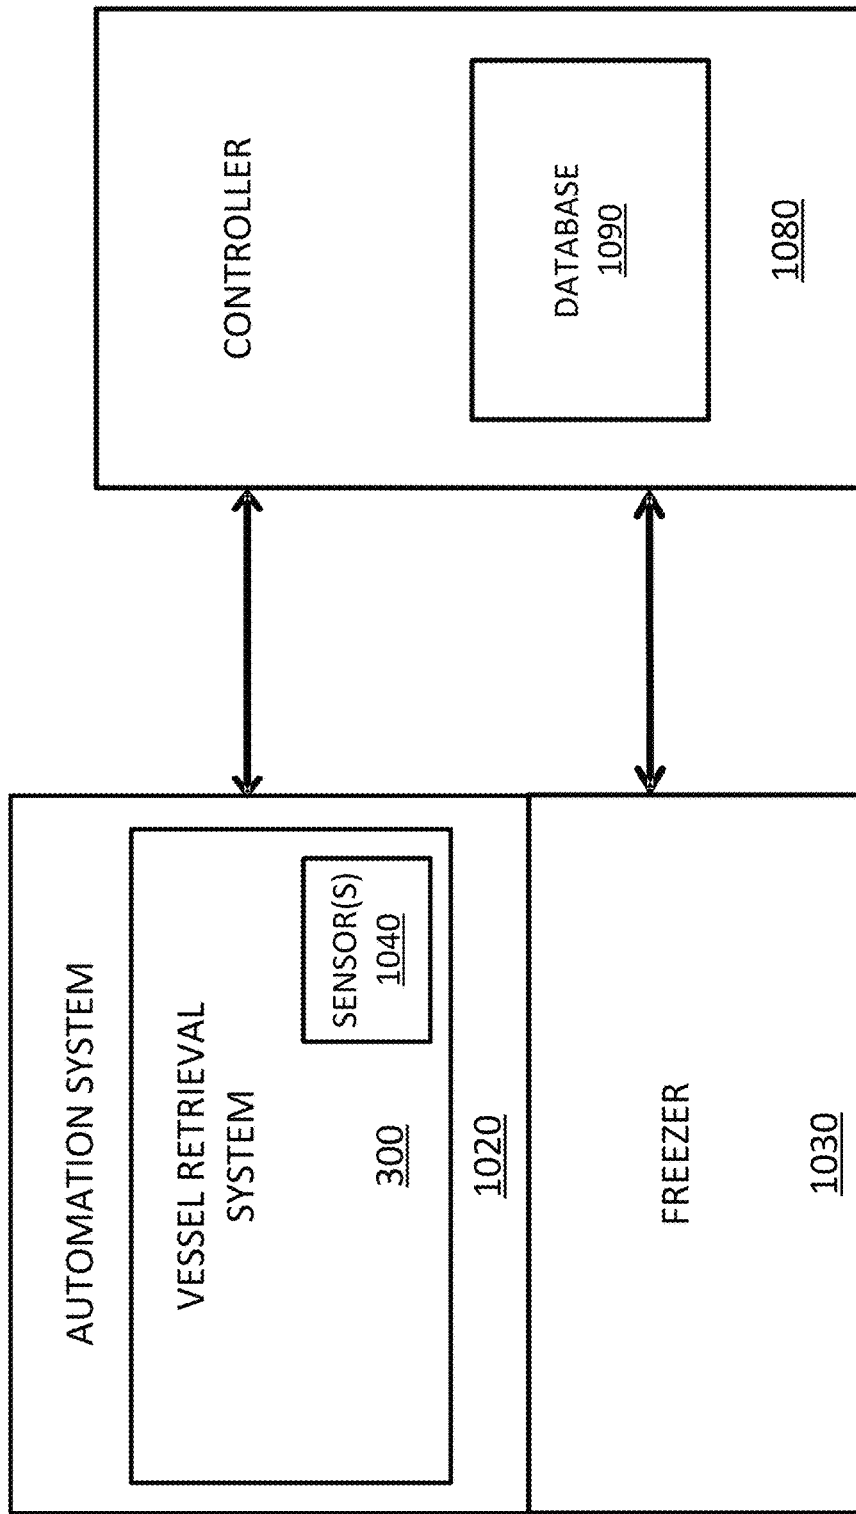 AUTOMATION SYSTEM
VESSEL RETRIEVAL
SYSTEM
SENSOR(S)
1040
300
1020
FREEZER
1030
CONTROLLER
DATABASE
1090
1080